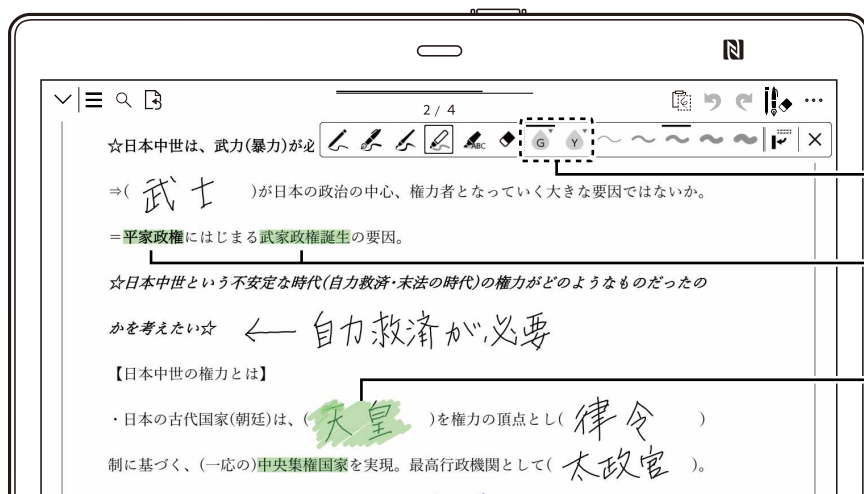 2 / 4
ABC
G Y
☆日本中世は、武力(暴力)が必
⇒( 武士 )が日本の政治の中心、権力者となっていく大きな要因ではないか。
=平家政権にはじまる武家政権誕生の要因。
☆日本中世という不安定な時代(自力救済・末法の時代)の権力がどのようなものだったの
かを考えたい☆ ← 自力救済が必要
【日本中世の権力とは】
・日本の古代国家(朝廷)は、( 天皇 )を権力の頂点とし( 律令 )
制に基づく、(一応の)中央集権国家を実現。最高行政機関として( 太政官 )。